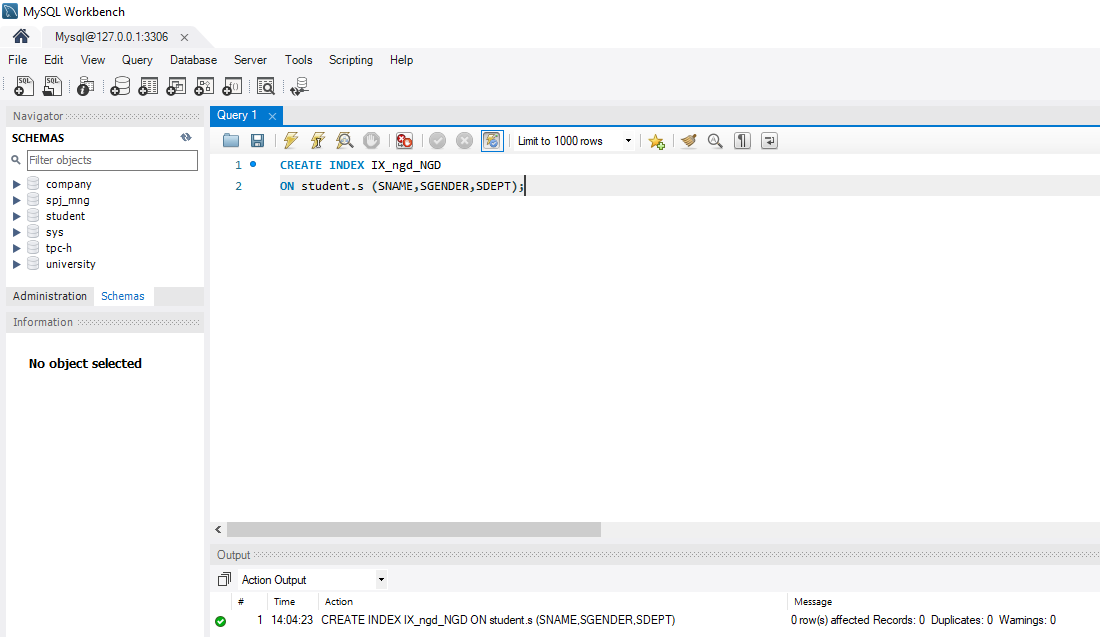 MySQL Workbench
Mysql@127.0.0.1:3306
File Edit View Query Database Server Tools Scripting Help
Navigator
SCHEMAS
Filter objects
company
spj_mng
student
sys
tpc-h
university
Administration Schemas
Information
No object selected
Query 1
Limit to 1000 rows
1 CREATE INDEX IX_ngd_NGD
2 ON student.s (SNAME,SGENDER,SDEPT);
Output
Action Output
# Time Action Message
1 14:04:23 CREATE INDEX IX_ngd_NGD ON student.s (SNAME,SGENDER,SDEPT) 0 row(s) affected Records: 0 Duplicates: 0 Warnings: 0